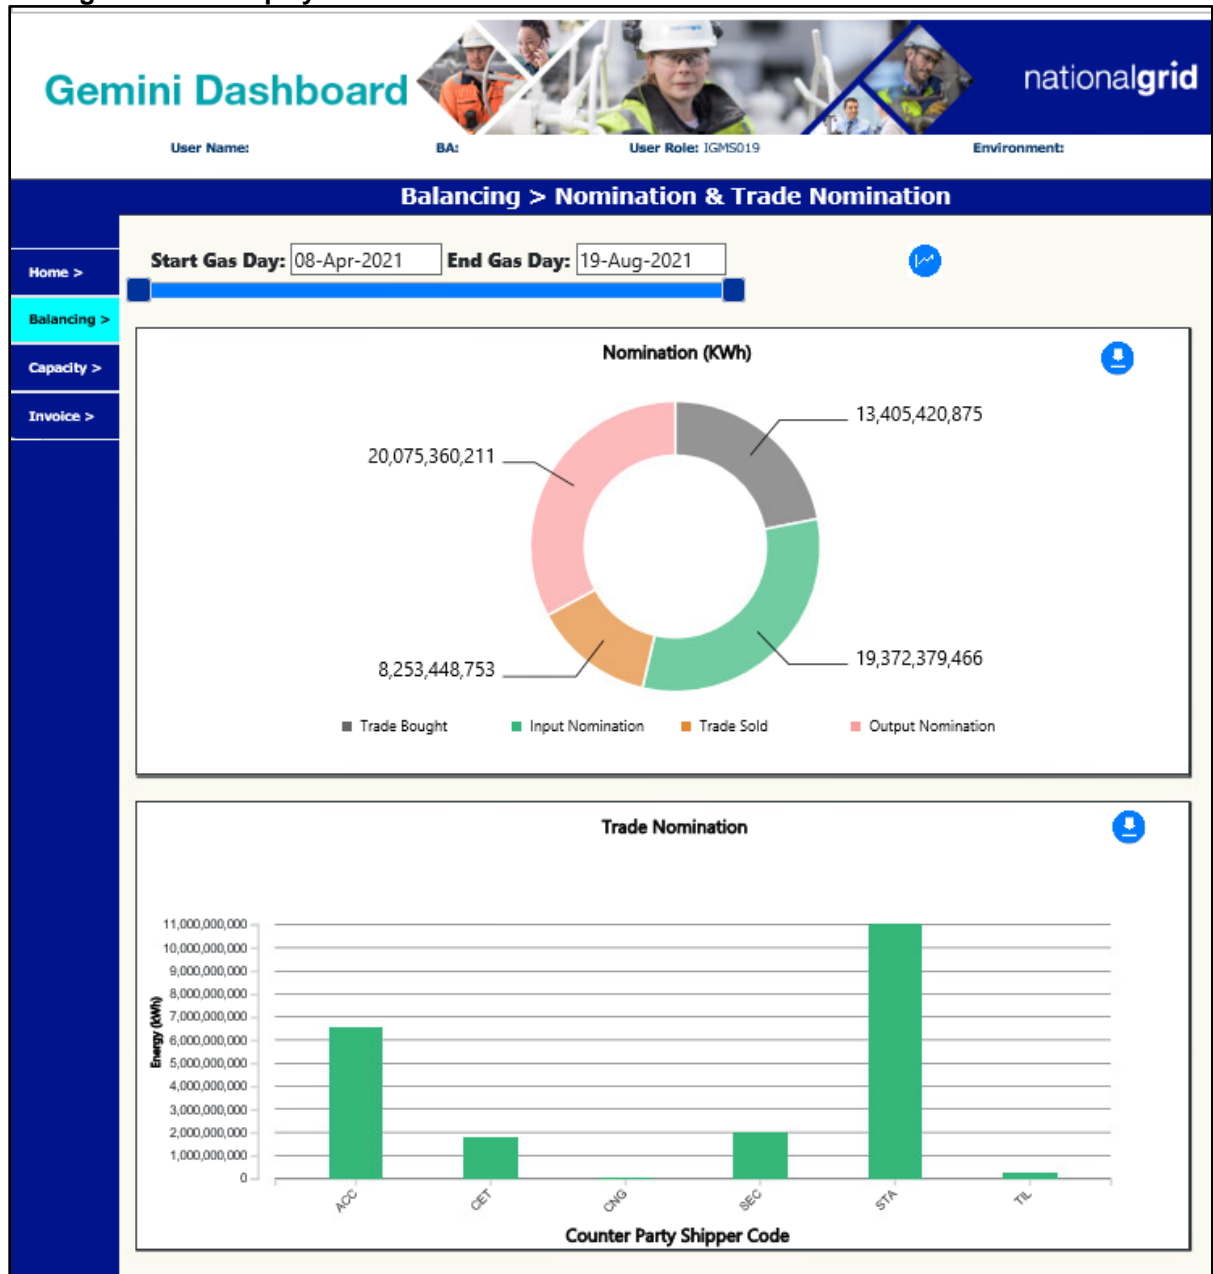 Gemini Dashboard
nationalgrid
User Name: BA: User Role: IGMS019 Environment:
Balancing > Nomination & Trade Nomination
Start Gas Day: 08-Apr-2021 End Gas Day: 19-Aug-2021
Home >
Balancing >
Capacity >
Invoice >
Nomination (KWh)
13,405,420,875
20,075,360,211
19,372,379,466
8,253,448,753
Trade Bought Input Nomination Trade Sold Output Nomination
Trade Nomination
Energy (kWh)
11,000,000,000
10,000,000,000
9,000,000,000
8,000,000,000
7,000,000,000
6,000,000,000
5,000,000,000
4,000,000,000
3,000,000,000
2,000,000,000
1,000,000,000
0
ACC CET CNG SEC STA TIL
Counter Party Shipper Code